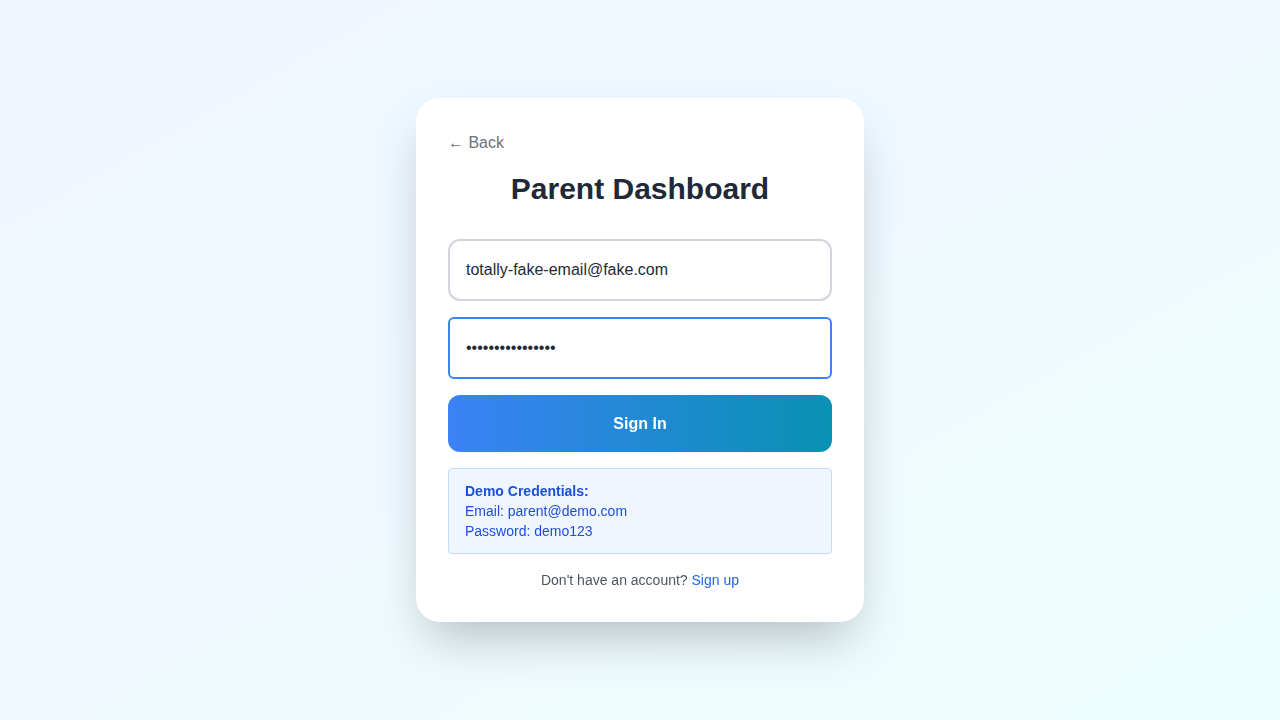 ← Back
Parent Dashboard
totally-fake-email@fake.com
••••••••••••••••
Sign In
Demo Credentials:
Email: parent@demo.com
Password: demo123
Don't have an account? Sign up